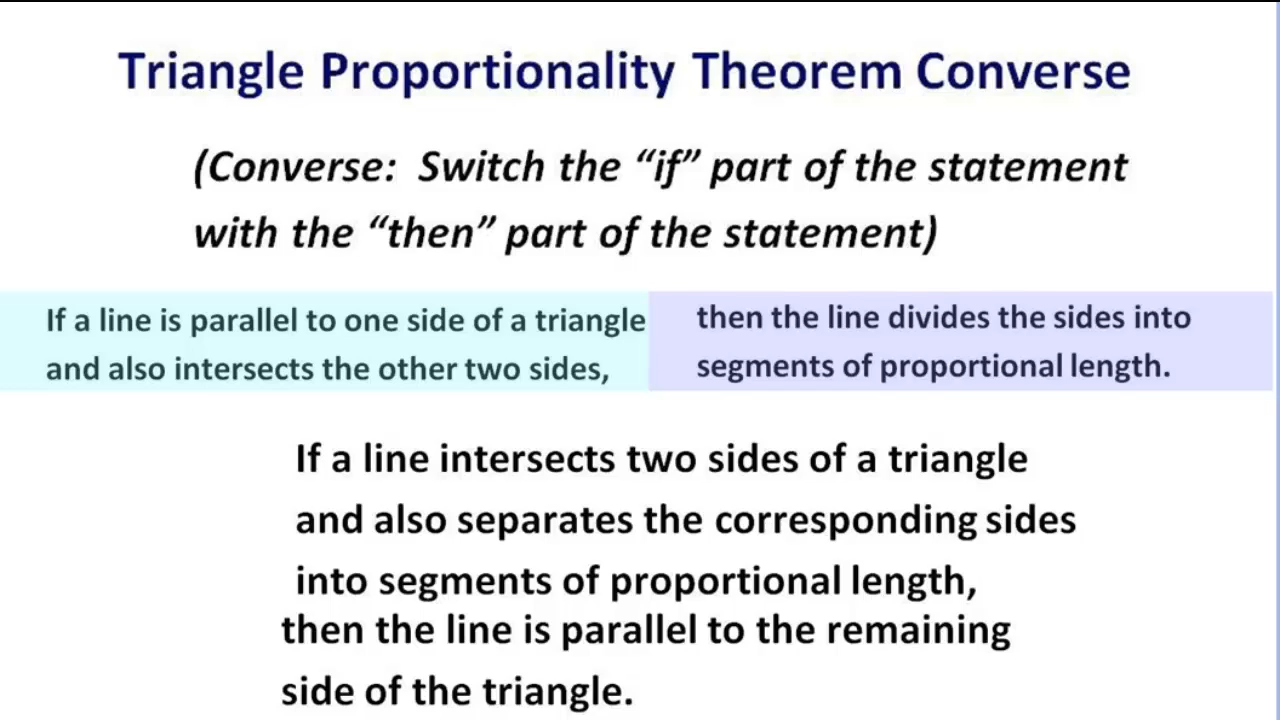 Triangle Proportionality Theorem Converse
(Converse:  Switch the “if” part of the statement
with the “then” part of the statement)
If a line is parallel to one side of a triangle
and also intersects the other two sides,
then the line divides the sides into
segments of proportional length.
If a line intersects two sides of a triangle
and also separates the corresponding sides
into segments of proportional length,
then the line is parallel to the remaining
side of the triangle.